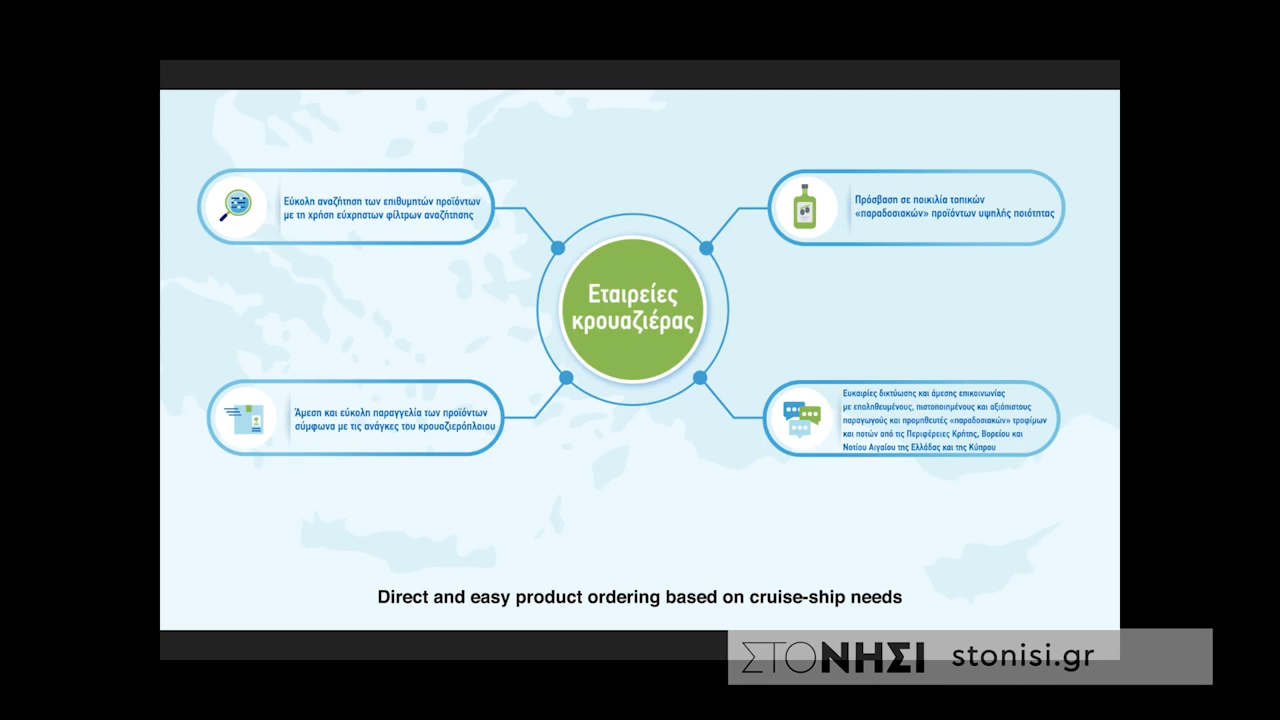 Εύκολη αναζήτηση των επιθυμητών προϊόντων
με τη χρήση εύχρηστων φίλτρων αναζήτησης
Πρόσβαση σε ποικιλία τοπικών
«παραδοσιακών» προϊόντων υψηλής ποιότητας
Εταιρείες
κρουαζιέρας
Άμεση και εύκολη παραγγελία των προϊόντων
σύμφωνα με τις ανάγκες του κρουαζιερόπλοιου
Ευκαιρίες δικτύωσης και άμεσης επικοινωνίας
με επαληθευμένους, πιστοποιημένους και αξιόπιστους
παραγωγούς και προμηθευτές «παραδοσιακών» τροφίμων
και ποτών από τις Περιφέρειες Κρήτης, Βορείου και
Νοτίου Αιγαίου της Ελλάδας και της Κύπρου
Direct and easy product ordering based on cruise-ship needs
ΣΤΟΝΗΣΙ stonisi.gr